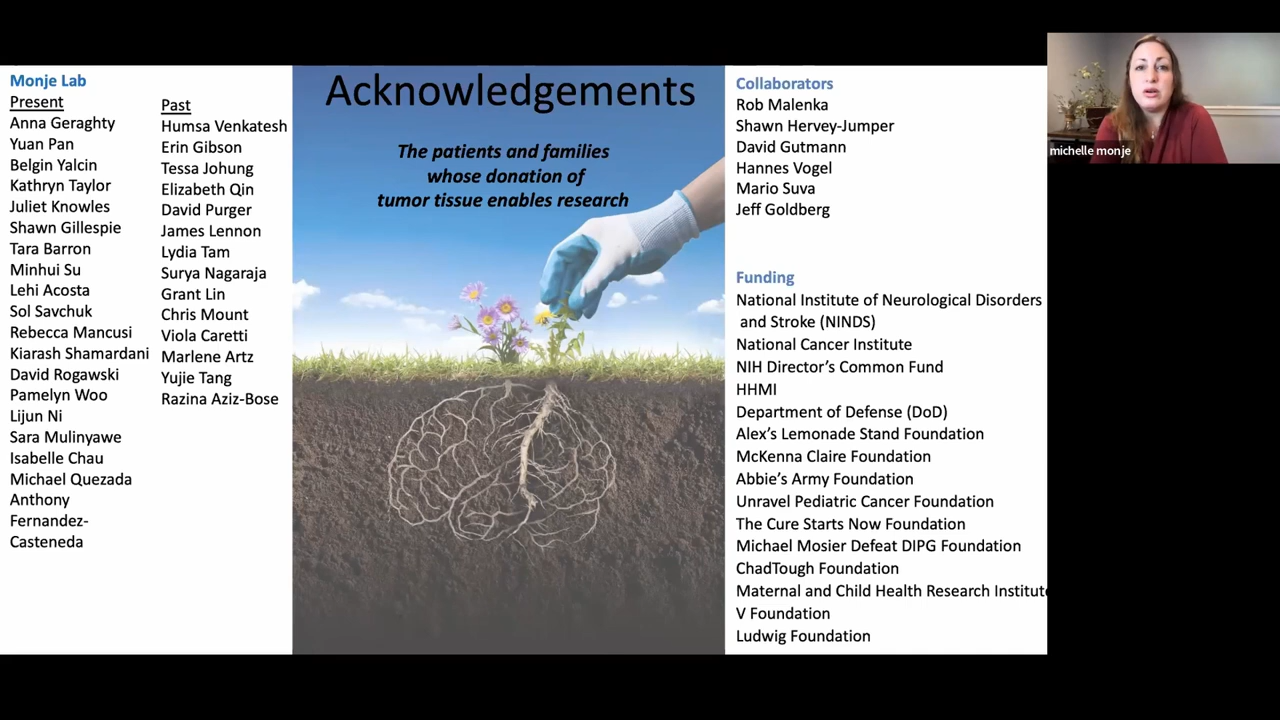 Monje Lab
Present
Anna Geraghty
Yuan Pan
Belgin Yalcin
Kathryn Taylor
Juliet Knowles
Shawn Gillespie
Tara Barron
Minhui Su
Lehi Acosta
Sol Savchuk
Rebecca Mancusi
Kiarash Shamardani
David Rogawski
Pamelyn Woo
Lijun Ni
Sara Mulinyawe
Isabelle Chau
Michael Quezada
Anthony
Fernandez-
Casteneda
Past
Humsa Venkatesh
Erin Gibson
Tessa Johung
Elizabeth Qin
David Purger
James Lennon
Lydia Tam
Surya Nagaraja
Grant Lin
Chris Mount
Viola Caretti
Marlene Artz
Yujie Tang
Razina Aziz-Bose
Acknowledgements
The patients and families
whose donation of
tumor tissue enables research
Collaborators
Rob Malenka
Shawn Hervey-Jumper
David Gutmann
Hannes Vogel
Mario Suva
Jeff Goldberg
Funding
National Institute of Neurological Disorders
and Stroke (NINDS)
National Cancer Institute
NIH Director’s Common Fund
HHMI
Department of Defense (DoD)
Alex’s Lemonade Stand Foundation
McKenna Claire Foundation
Abbie’s Army Foundation
Unravel Pediatric Cancer Foundation
The Cure Starts Now Foundation
Michael Mosier Defeat DIPG Foundation
ChadTough Foundation
Maternal and Child Health Research Institute
V Foundation
Ludwig Foundation
michelle monje